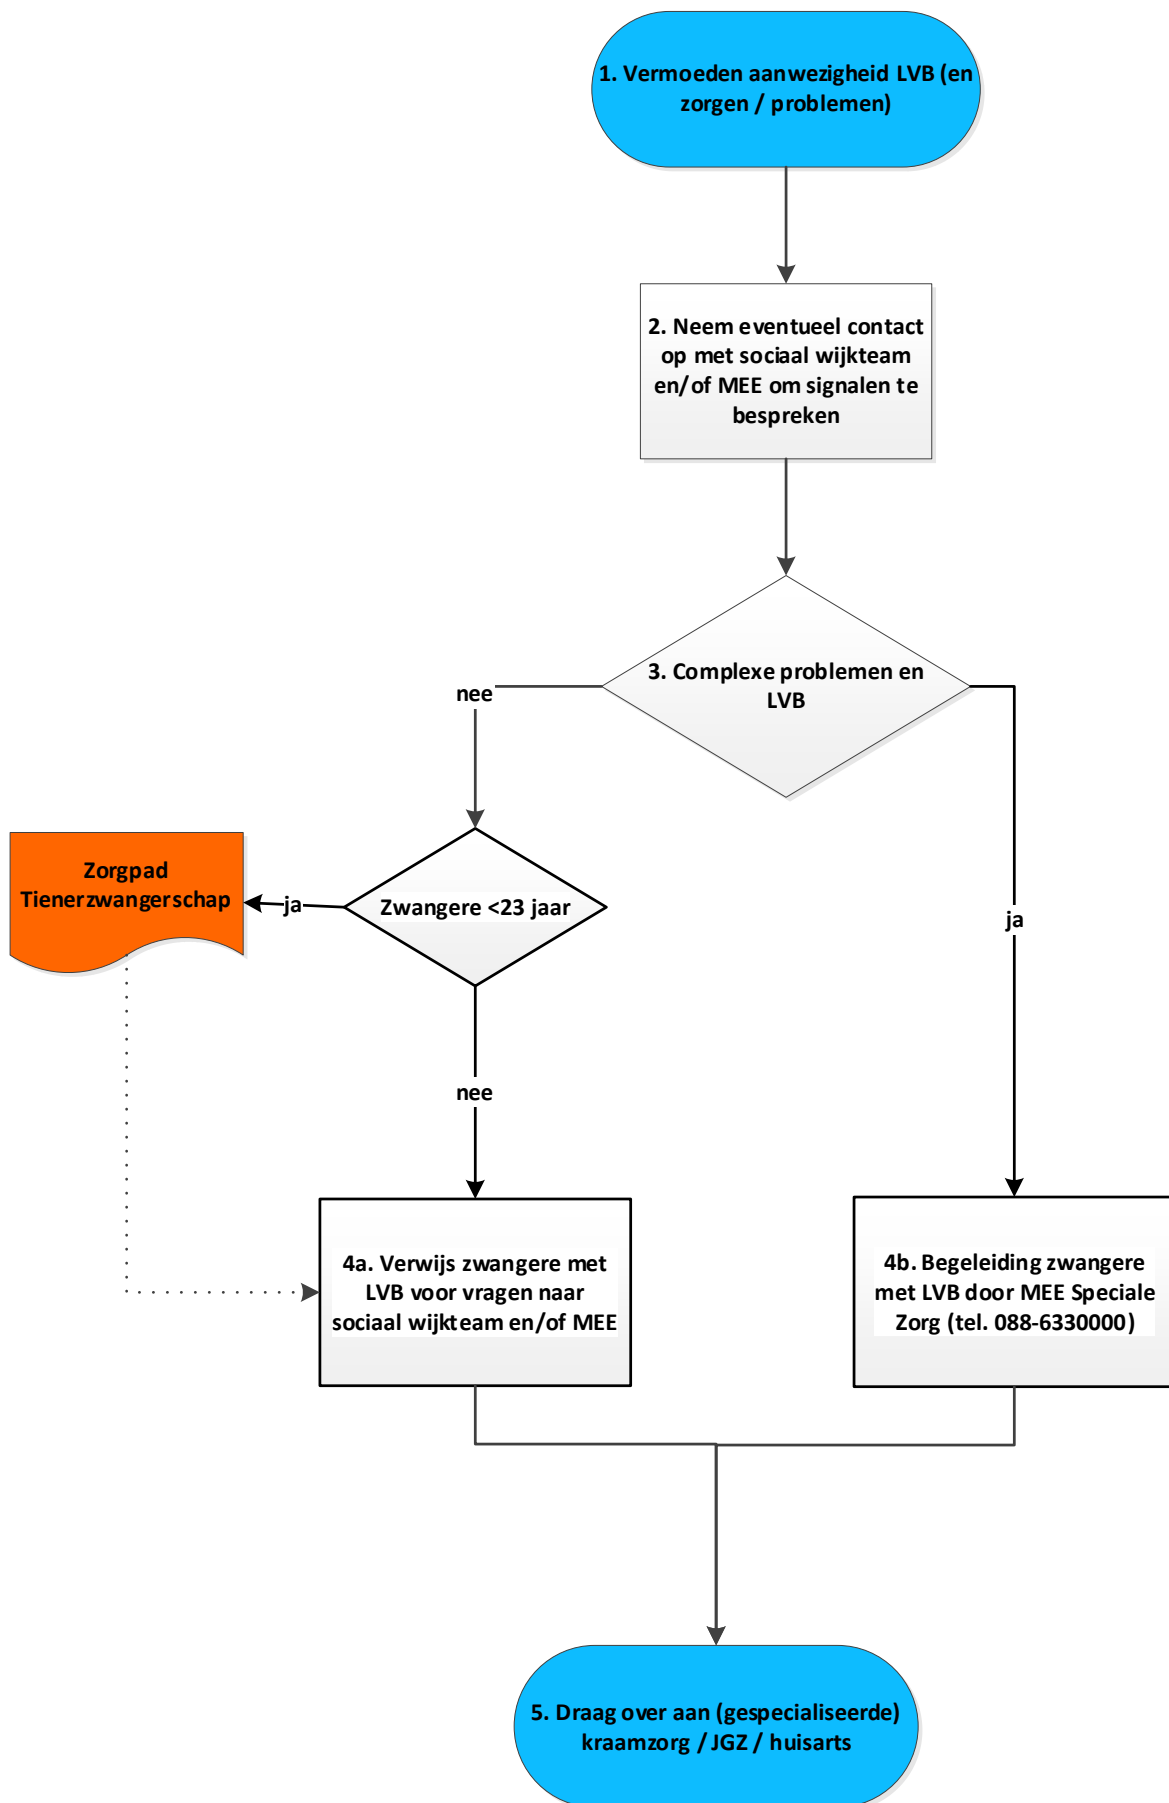 1. Vermoeden aanwezigheid LVB (en
zorgen / problemen)
2. Neem eventueel contact
op met sociaal wijkteam
en/of MEE om signalen te
bespreken
3. Complexe problemen en
LVB
nee
ja
Zwangere <23 jaar
ja
Zorgpad
Tienerzwangerschap
nee
4a. Verwijs zwangere met
LVB voor vragen naar
sociaal wijkteam en/of MEE
4b. Begeleiding zwangere
met LVB door MEE Speciale
Zorg (tel. 088-6330000)
5. Draag over aan (gespecialiseerde)
kraamzorg / JGZ / huisarts